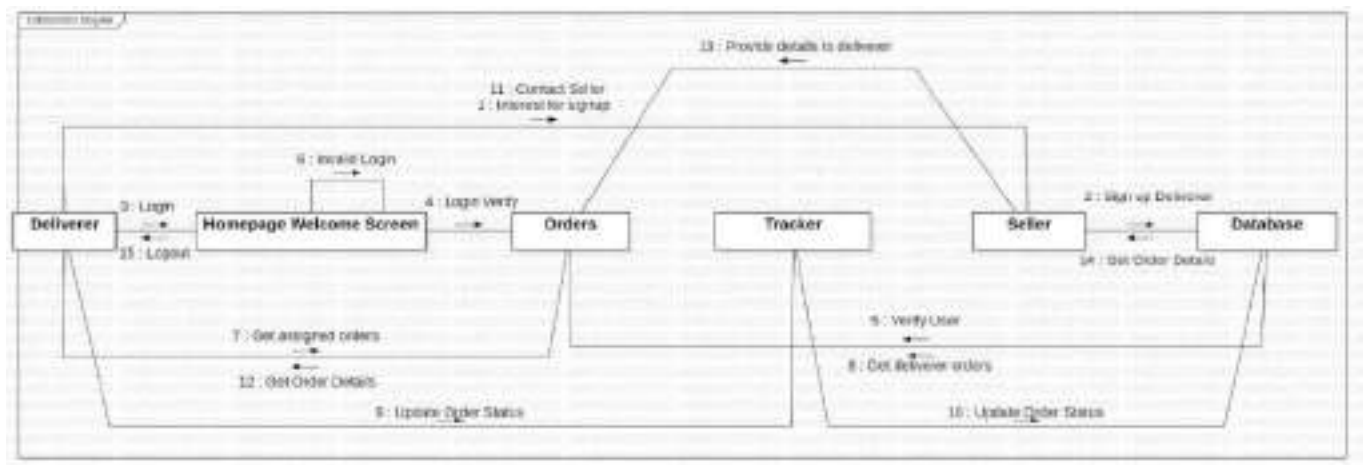 13 : Provide details to deliverer
11 : Contact Seller
1 : Interest for signup
6 : Invalid Login
3 : Login
4 : Login Verify
2 : Sign up Deliverer
Deliverer
Homepage Welcome Screen
Orders
Tracker
Seller
Database
15 : Logout
14 : Get Order Details
5 : Verify User
7 : Get assigned orders
8 : Get deliverer orders
12 : Get Order Details
9 : Update Order Status
10 : Update Order Status